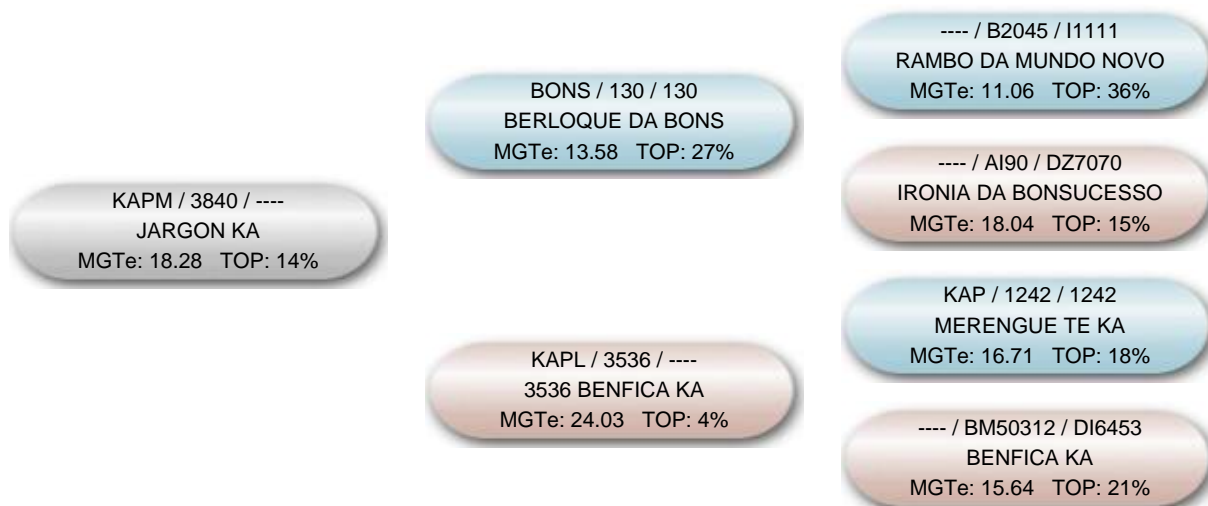 KAPM / 3840 / ----
JARGON KA
MGTe: 18.28 TOP: 14%
BONS / 130 / 130
BERLOQUE DA BONS
MGTe: 13.58 TOP: 27%
KAPL / 3536 / ----
3536 BENFICA KA
MGTe: 24.03 TOP: 4%
---- / B2045 / I1111
RAMBO DA MUNDO NOVO
MGTe: 11.06 TOP: 36%
---- / AI90 / DZ7070
IRONIA DA BONSUCESSO
MGTe: 18.04 TOP: 15%
KAP / 1242 / 1242
MERENGUE TE KA
MGTe: 16.71 TOP: 18%
---- / BM50312 / DI6453
BENFICA KA
MGTe: 15.64 TOP: 21%